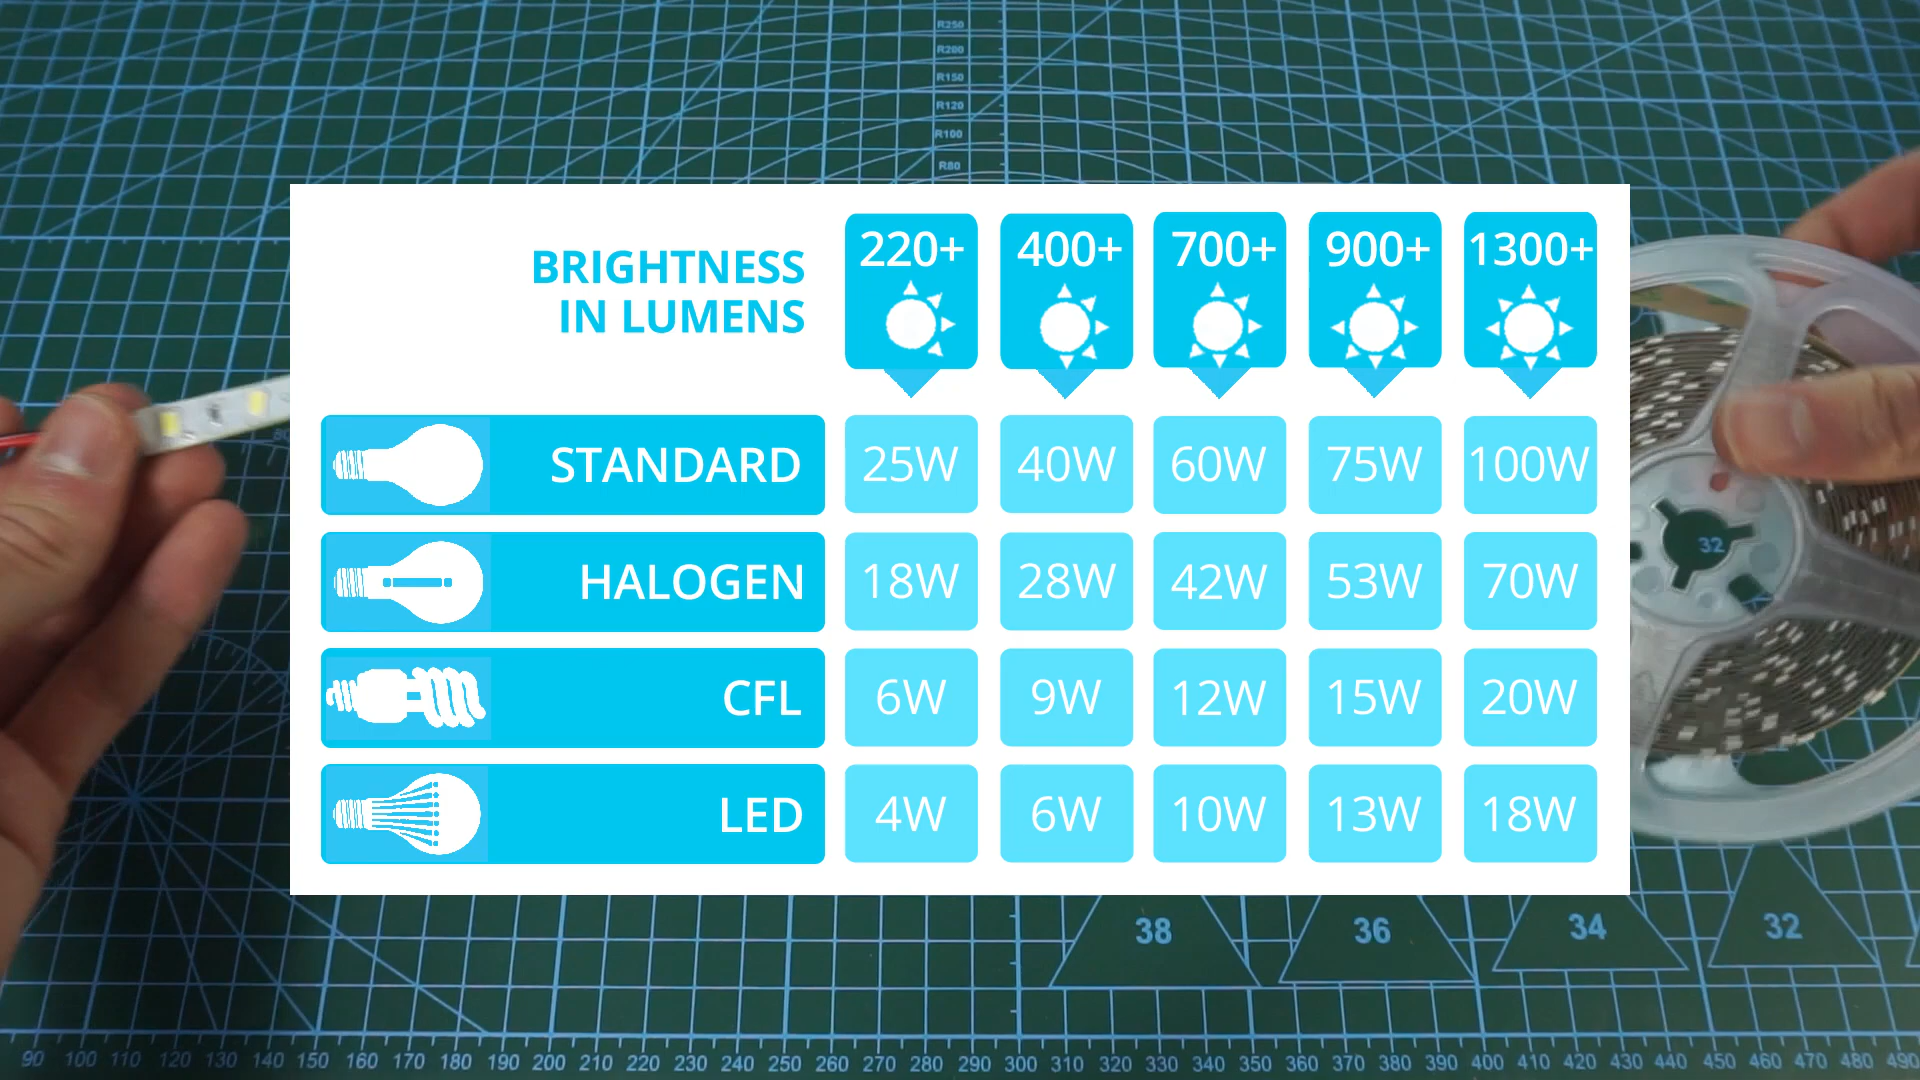 R250
R200
R150
R120
R100
R80
BRIGHTNESS
IN LUMENS
220+ 400+ 700+ 900+ 1300+
STANDARD 25W 40W 60W 75W 100W
HALOGEN 18W 28W 42W 53W 70W
32
CFL 6W 9W 12W 15W 20W
LED 4W 6W 10W 13W 18W
38 36 34 32
90 100 110 120 130 140 150 160 170 180 190 200 210 220 230 240 250 260 270 280 290 300 310 320 330 340 350 360 370 380 390 400 410 420 430 440 450 460 470 480 490